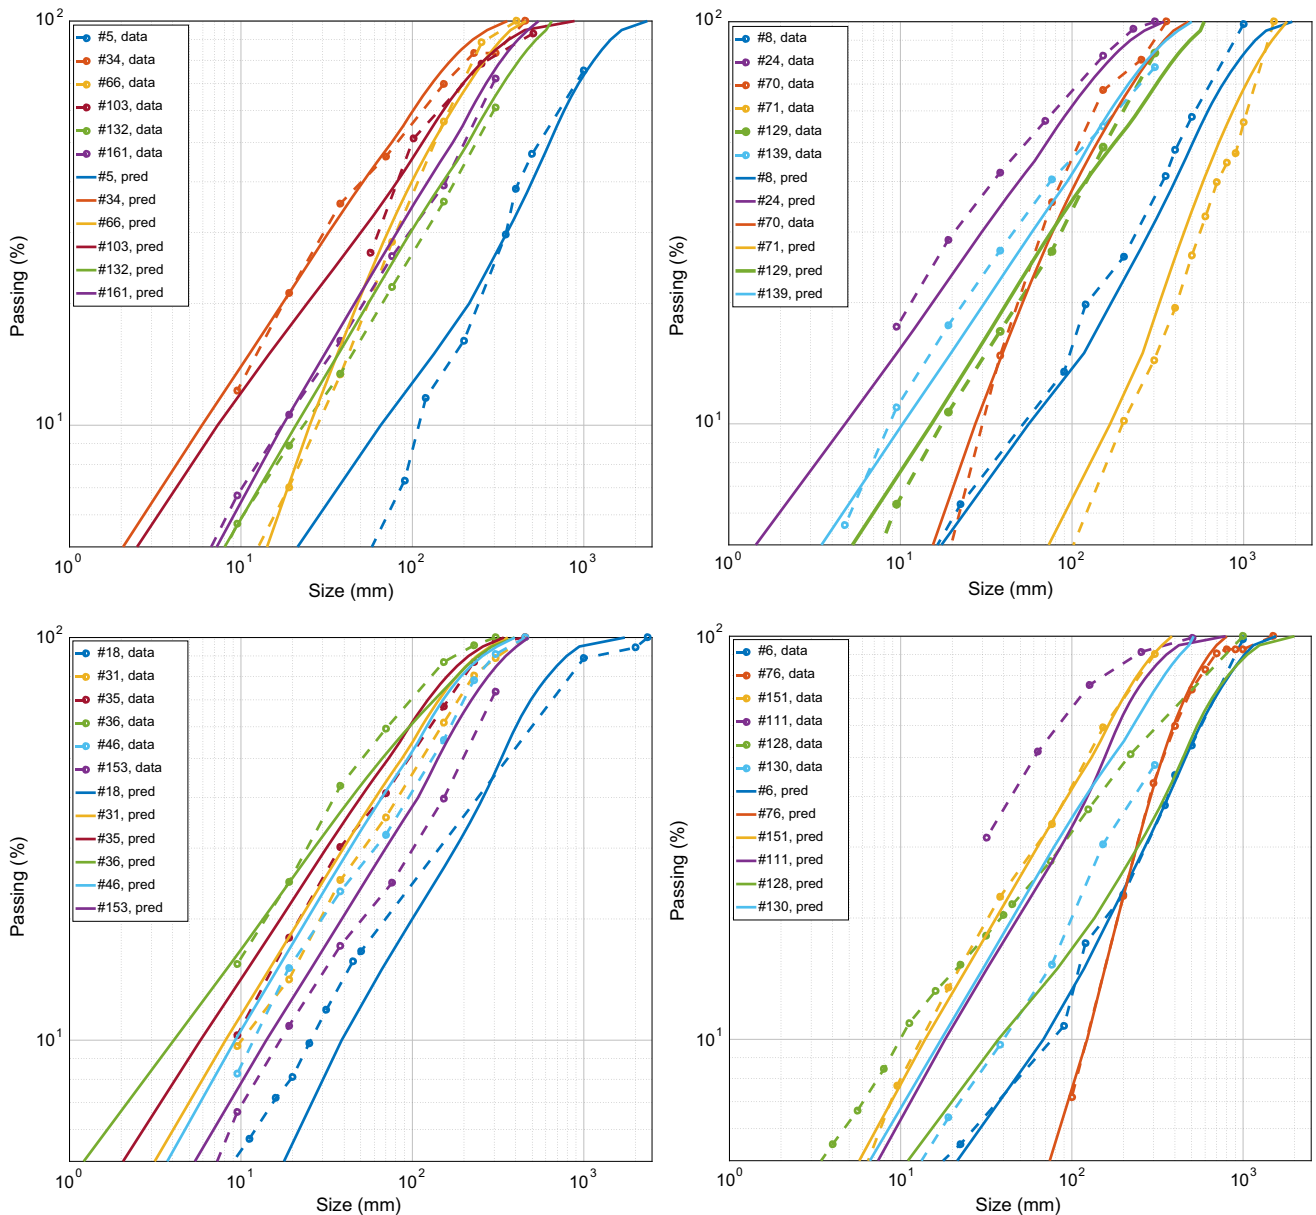 10²
#5, data
#34, data
#66, data
#103, data
#132, data
#161, data
#5, pred
#34, pred
#66, pred
#103, pred
#132, pred
#161, pred
Passing (%)
10¹
10⁰ 10¹ 10² 10³
Size (mm)
10²
#8, data
#24, data
#70, data
#71, data
#129, data
#139, data
#8, pred
#24, pred
#70, data
#71, pred
#129, pred
#139, pred
Passing (%)
10¹
10⁰ 10¹ 10² 10³
Size (mm)
10²
#18, data
#31, data
#35, data
#36, data
#46, data
#153, data
#18, pred
#31, pred
#35, pred
#36, pred
#46, pred
#153, pred
Passing (%)
10¹
10⁰ 10¹ 10² 10³
Size (mm)
10²
#6, data
#76, data
#151, data
#111, data
#128, data
#130, data
#6, pred
#76, pred
#151, pred
#111, pred
#128, pred
#130, pred
Passing (%)
10¹
10⁰ 10¹ 10² 10³
Size (mm)